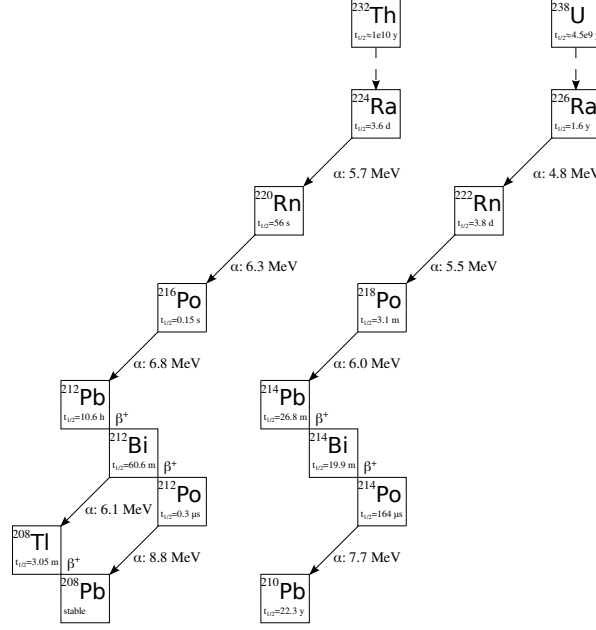 232Th
t1/2≈1e10 y
238U
t1/2≈4.5e9 y
224Ra
t1/2=3.6 d
226Ra
t1/2=1.6 y
α: 5.7 MeV
α: 4.8 MeV
220Rn
t1/2=56 s
222Rn
t1/2=3.8 d
α: 6.3 MeV
α: 5.5 MeV
216Po
t1/2=0.15 s
218Po
t1/2=3.1 m
α: 6.8 MeV
α: 6.0 MeV
212Pb
t1/2=10.6 h
β+
214Pb
t1/2=26.8 m
β+
212Bi
t1/2=60.6 m
β+
214Bi
t1/2=19.9 m
β+
212Po
t1/2=0.3 µs
214Po
t1/2=164 µs
α: 6.1 MeV
208Tl
t1/2=3.05 m
β+
α: 8.8 MeV
α: 7.7 MeV
208Pb
stable
210Pb
t1/2=22.3 y